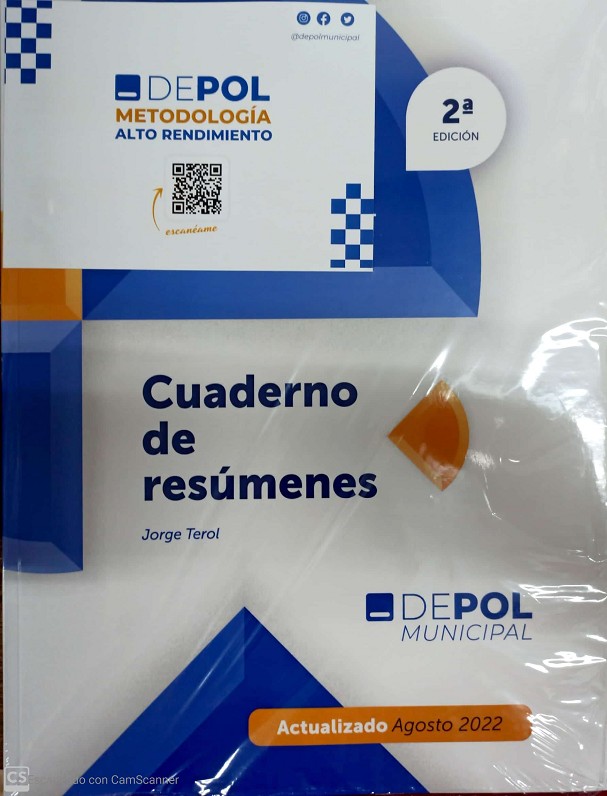 @depolmunicipal
DEPOL
METODOLOGÍA
ALTO RENDIMIENTO
escanéame
2ª
EDICIÓN
Cuaderno
de
resúmenes
Jorge Terol
DEPOL
MUNICIPAL
Actualizado Agosto 2022
CS
do con CamScanner